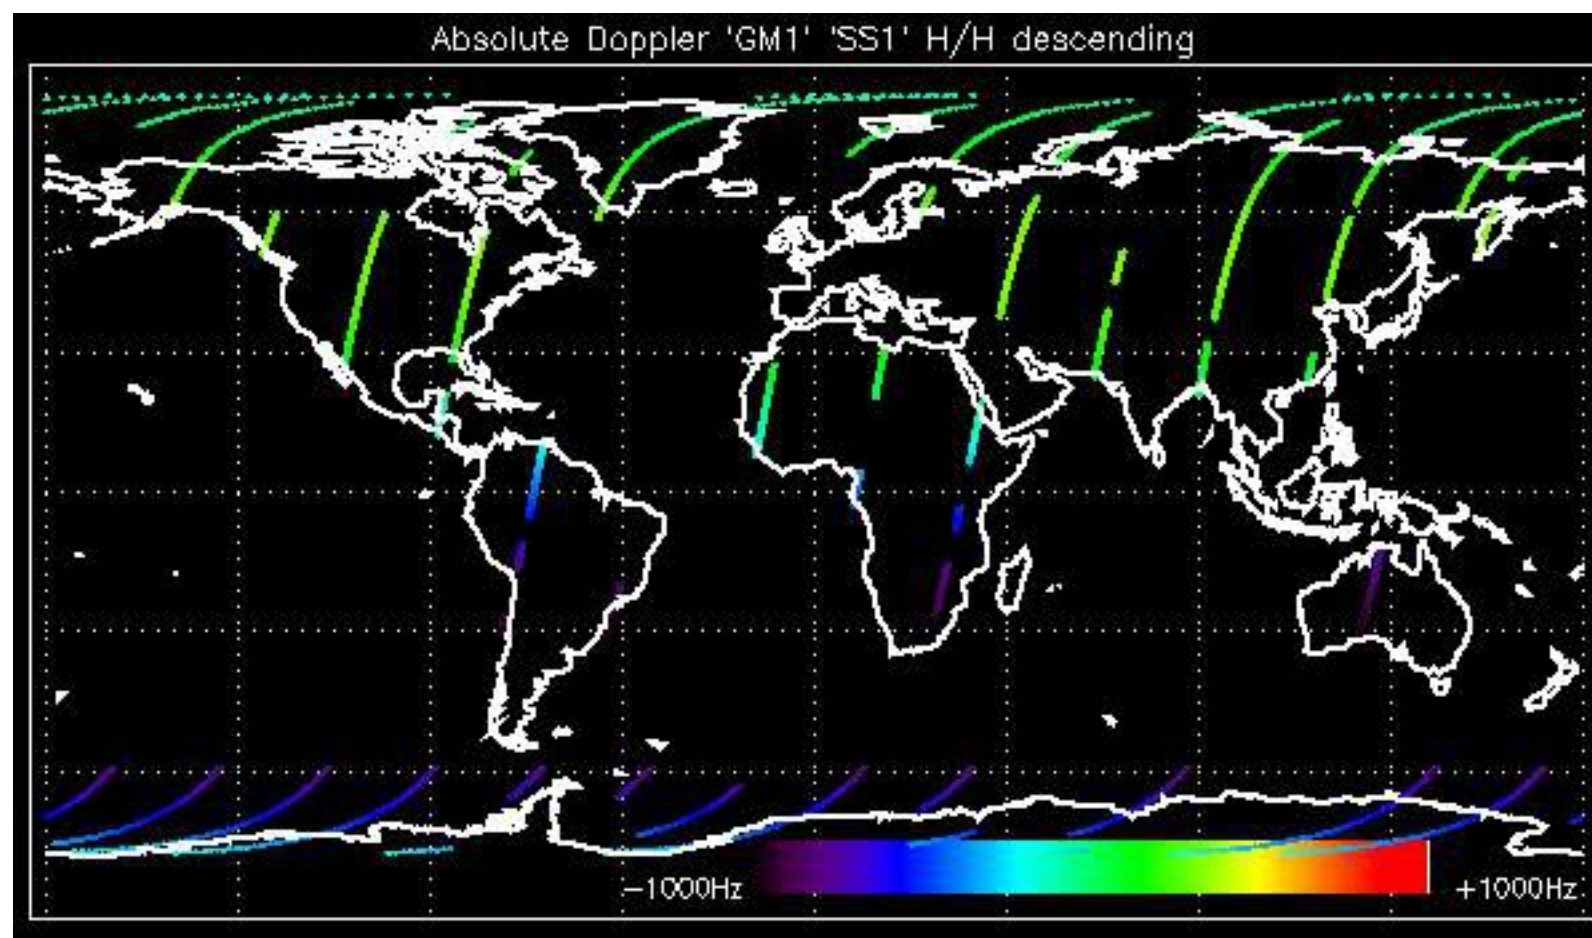 Absolute Doppler 'GM1' 'SS1' H/H descending
−1000Hz
+1000Hz